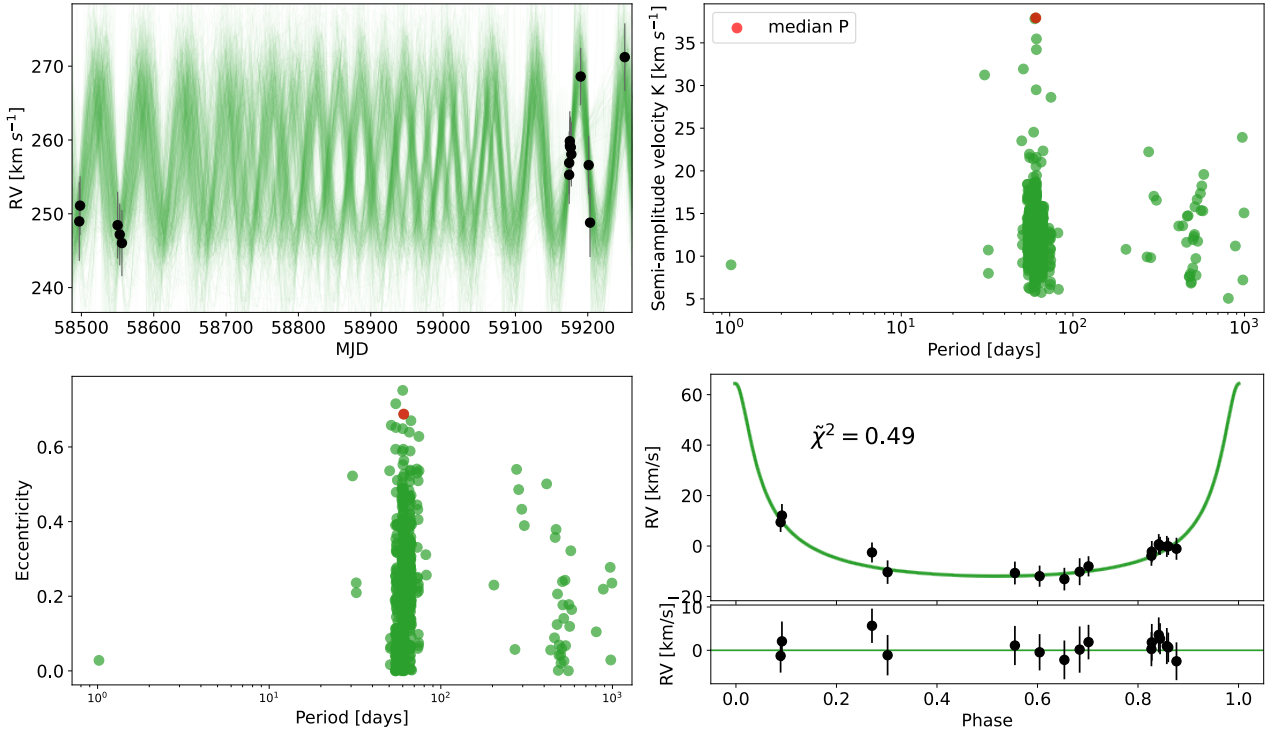 270
260
250
240
RV [km s⁻¹]
58500 58600 58700 58800 58900 59000 59100 59200
MJD
median P
35
30
25
20
15
10
5
Semi-amplitude velocity K [km s⁻¹]
10⁰ 10¹ 10² 10³
Period [days]
0.6
0.4
0.2
0.0
Eccentricity
10⁰ 10¹ 10² 10³
Period [days]
χ̃² = 0.49
60
40
20
0
−20
RV [km/s]
10
0
RV [km/s]
0.0 0.2 0.4 0.6 0.8 1.0
Phase